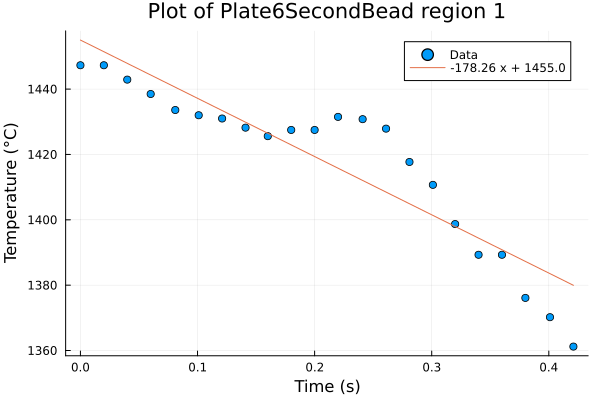 Plot of Plate6SecondBead region 1
Data
-178.26 x + 1455.0
Temperature (°C)
1440
1420
1400
1380
1360
0.0 0.1 0.2 0.3 0.4
Time (s)